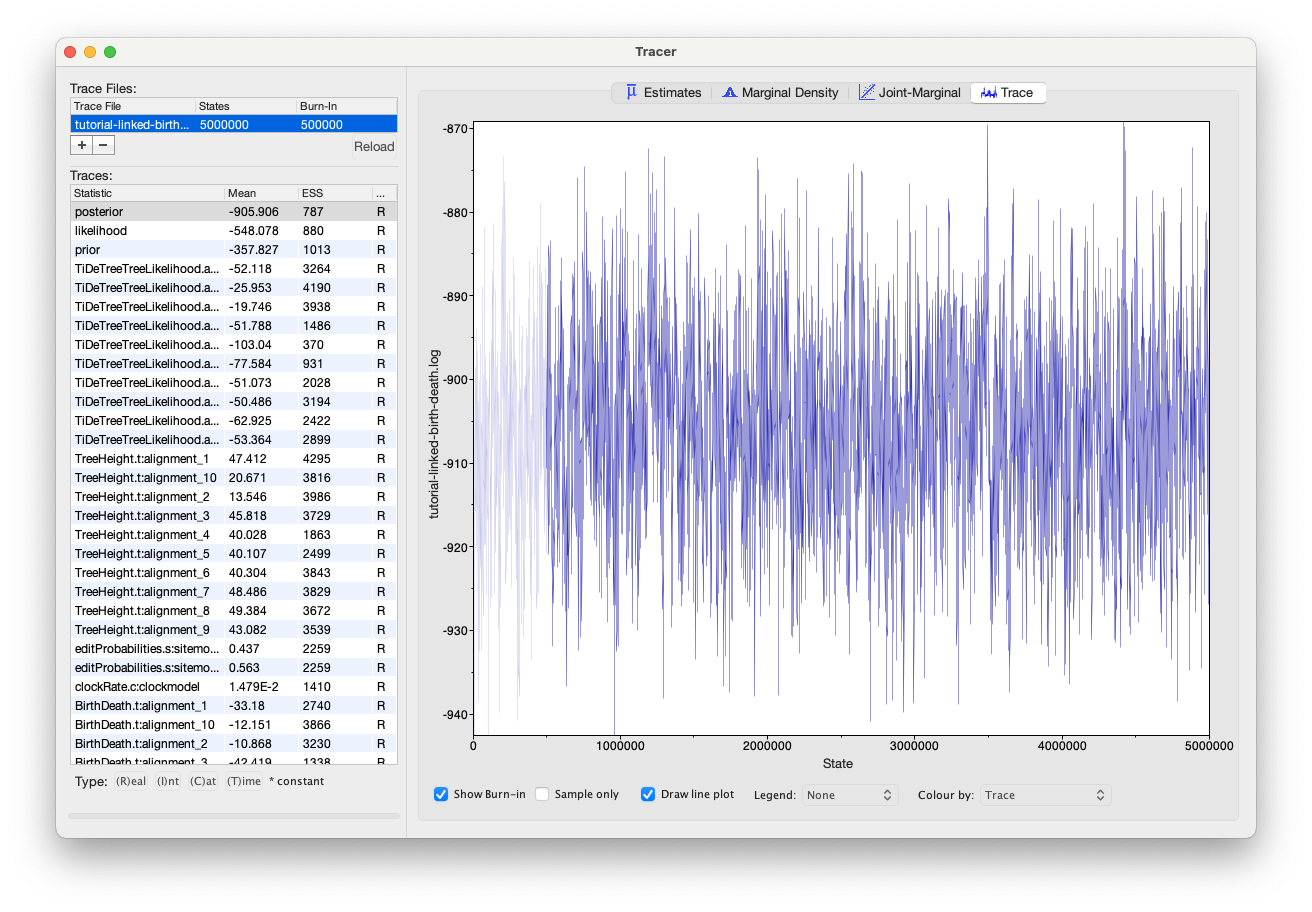 Tracer
Trace Files:
Trace File States Burn-In
tutorial-linked-birth... 5000000 500000
+ −
Reload
Traces:
Statistic Mean ESS ...
posterior -905.906 787 R
likelihood -548.078 880 R
prior -357.827 1013 R
TiDeTreeTreeLikelihood.a... -52.118 3264 R
TiDeTreeTreeLikelihood.a... -25.953 4190 R
TiDeTreeTreeLikelihood.a... -19.746 3938 R
TiDeTreeTreeLikelihood.a... -51.788 1486 R
TiDeTreeTreeLikelihood.a... -103.04 370 R
TiDeTreeTreeLikelihood.a... -77.584 931 R
TiDeTreeTreeLikelihood.a... -51.073 2028 R
TiDeTreeTreeLikelihood.a... -50.486 3194 R
TiDeTreeTreeLikelihood.a... -62.925 2422 R
TiDeTreeTreeLikelihood.a... -53.364 2899 R
TreeHeight.t:alignment_1 47.412 4295 R
TreeHeight.t:alignment_10 20.671 3816 R
TreeHeight.t:alignment_2 13.546 3986 R
TreeHeight.t:alignment_3 45.818 3729 R
TreeHeight.t:alignment_4 40.028 1863 R
TreeHeight.t:alignment_5 40.107 2499 R
TreeHeight.t:alignment_6 40.304 3843 R
TreeHeight.t:alignment_7 48.486 3829 R
TreeHeight.t:alignment_8 49.384 3672 R
TreeHeight.t:alignment_9 43.082 3539 R
editProbabilities.s:sitemo... 0.437 2259 R
editProbabilities.s:sitemo... 0.563 2259 R
clockRate.c:clockmodel 1.479E-2 1410 R
BirthDeath.t:alignment_1 -33.18 2740 R
BirthDeath.t:alignment_10 -12.151 3866 R
BirthDeath.t:alignment_2 -10.868 3230 R
BirthDeath.t:alignment_3 -42.419 1338 R
Type: (R)eal (I)nt (C)at (T)ime * constant
Estimates Marginal Density Joint-Marginal Trace
-870
-880
-890
-900
-910
-920
-930
-940
tutorial-linked-birth-death.log
0 1000000 2000000 3000000 4000000 5000000
State
Show Burn-in Sample only Draw line plot Legend: None Colour by: Trace